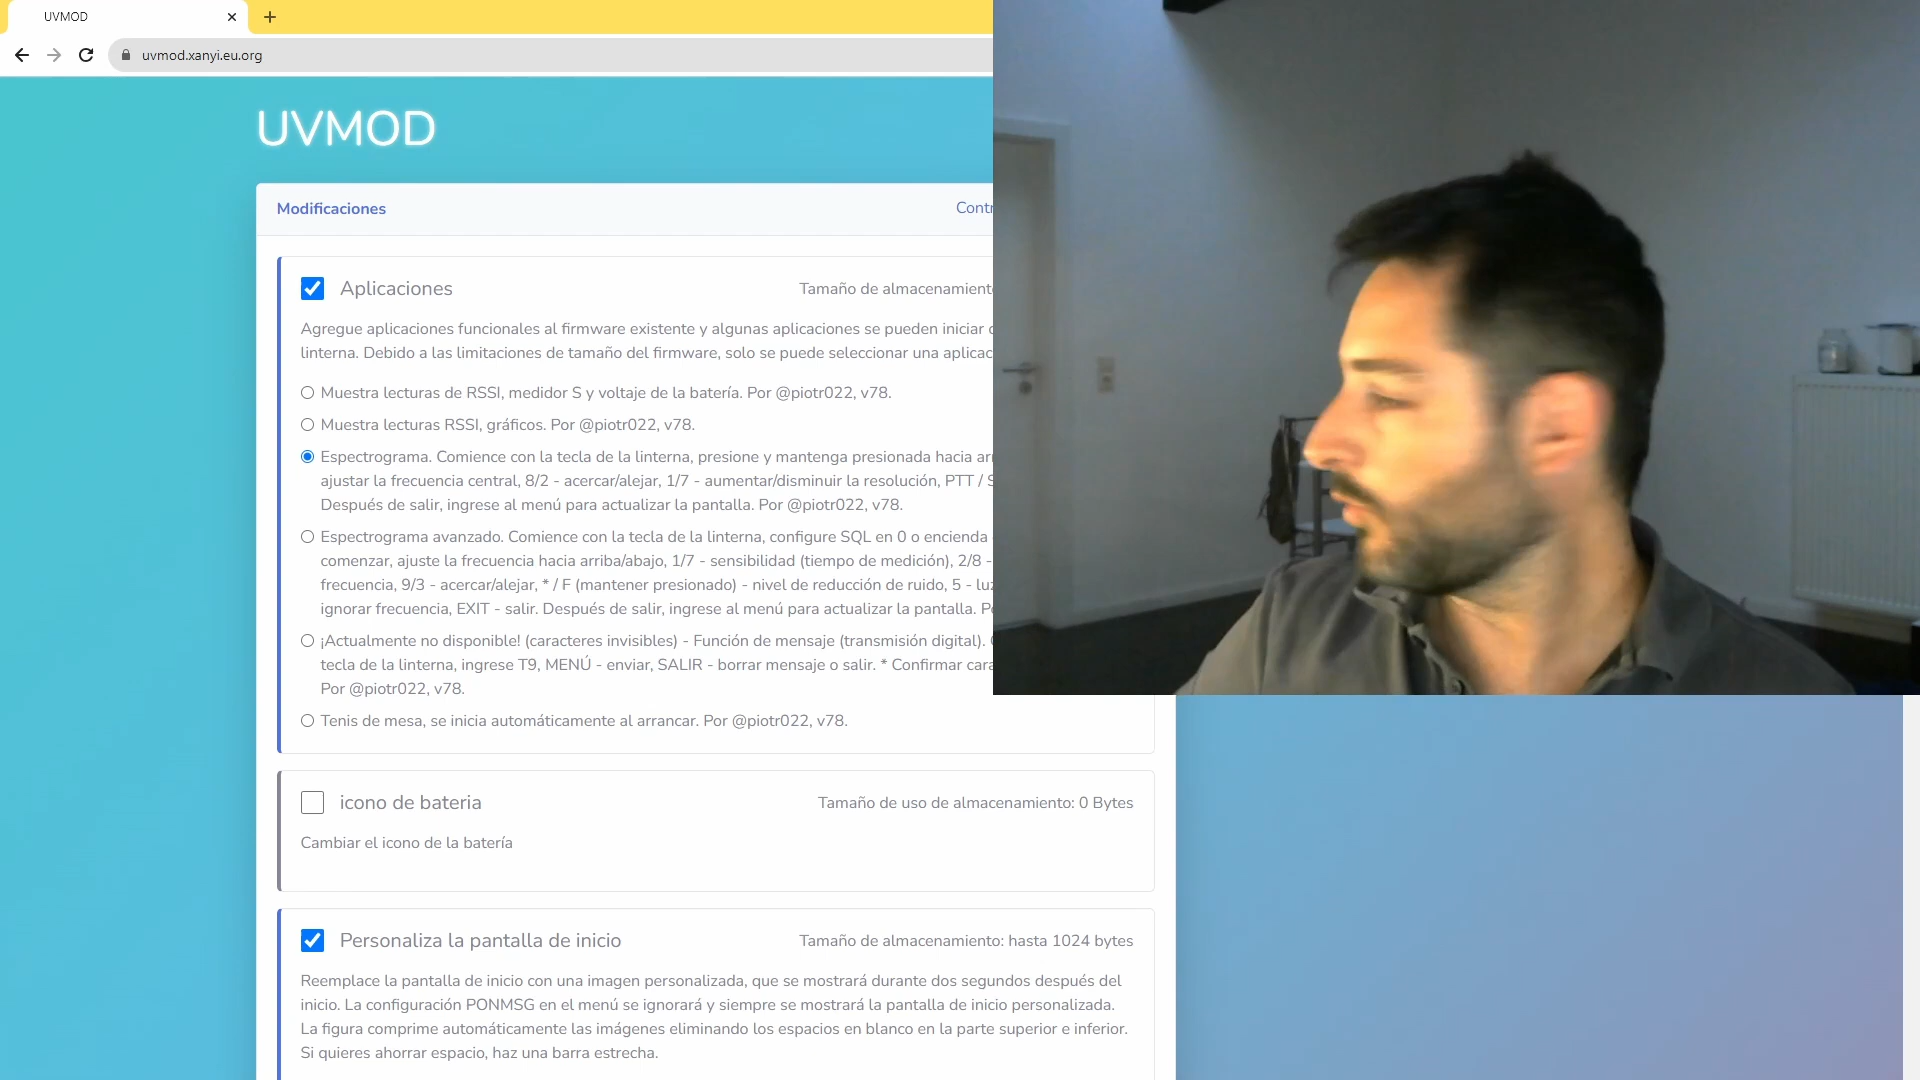 UVMOD
uvmod.xanyi.eu.org
UVMOD
Modificaciones
Contr
Aplicaciones
Tamaño de almacenamiento
Agregue aplicaciones funcionales al firmware existente y algunas aplicaciones se pueden iniciar
linterna. Debido a las limitaciones de tamaño del firmware, solo se puede seleccionar una aplicac
Muestra lecturas de RSSI, medidor S y voltaje de la batería. Por @piotr022, v78.
Muestra lecturas RSSI, gráficos. Por @piotr022, v78.
Espectrograma. Comience con la tecla de la linterna, presione y mantenga presionada hacia arr
ajustar la frecuencia central, 8/2 - acercar/alejar, 1/7 - aumentar/disminuir la resolución, PTT / S
Después de salir, ingrese al menú para actualizar la pantalla. Por @piotr022, v78.
Espectrograma avanzado. Comience con la tecla de la linterna, configure SQL en 0 o encienda
comenzar, ajuste la frecuencia hacia arriba/abajo, 1/7 - sensibilidad (tiempo de medición), 2/8 -
frecuencia, 9/3 - acercar/alejar, * / F (mantener presionado) - nivel de reducción de ruido, 5 - luz
ignorar frecuencia, EXIT - salir. Después de salir, ingrese al menú para actualizar la pantalla. Po
¡Actualmente no disponible! (caracteres invisibles) - Función de mensaje (transmisión digital).
tecla de la linterna, ingrese T9, MENÚ - enviar, SALIR - borrar mensaje o salir. * Confirmar cara
Por @piotr022, v78.
Tenis de mesa, se inicia automáticamente al arrancar. Por @piotr022, v78.
icono de bateria
Tamaño de uso de almacenamiento: 0 Bytes
Cambiar el icono de la batería
Personaliza la pantalla de inicio
Tamaño de almacenamiento: hasta 1024 bytes
Reemplace la pantalla de inicio con una imagen personalizada, que se mostrará durante dos segundos después del
inicio. La configuración PONMSG en el menú se ignorará y siempre se mostrará la pantalla de inicio personalizada.
La figura comprime automáticamente las imágenes eliminando los espacios en blanco en la parte superior e inferior.
Si quieres ahorrar espacio, haz una barra estrecha.